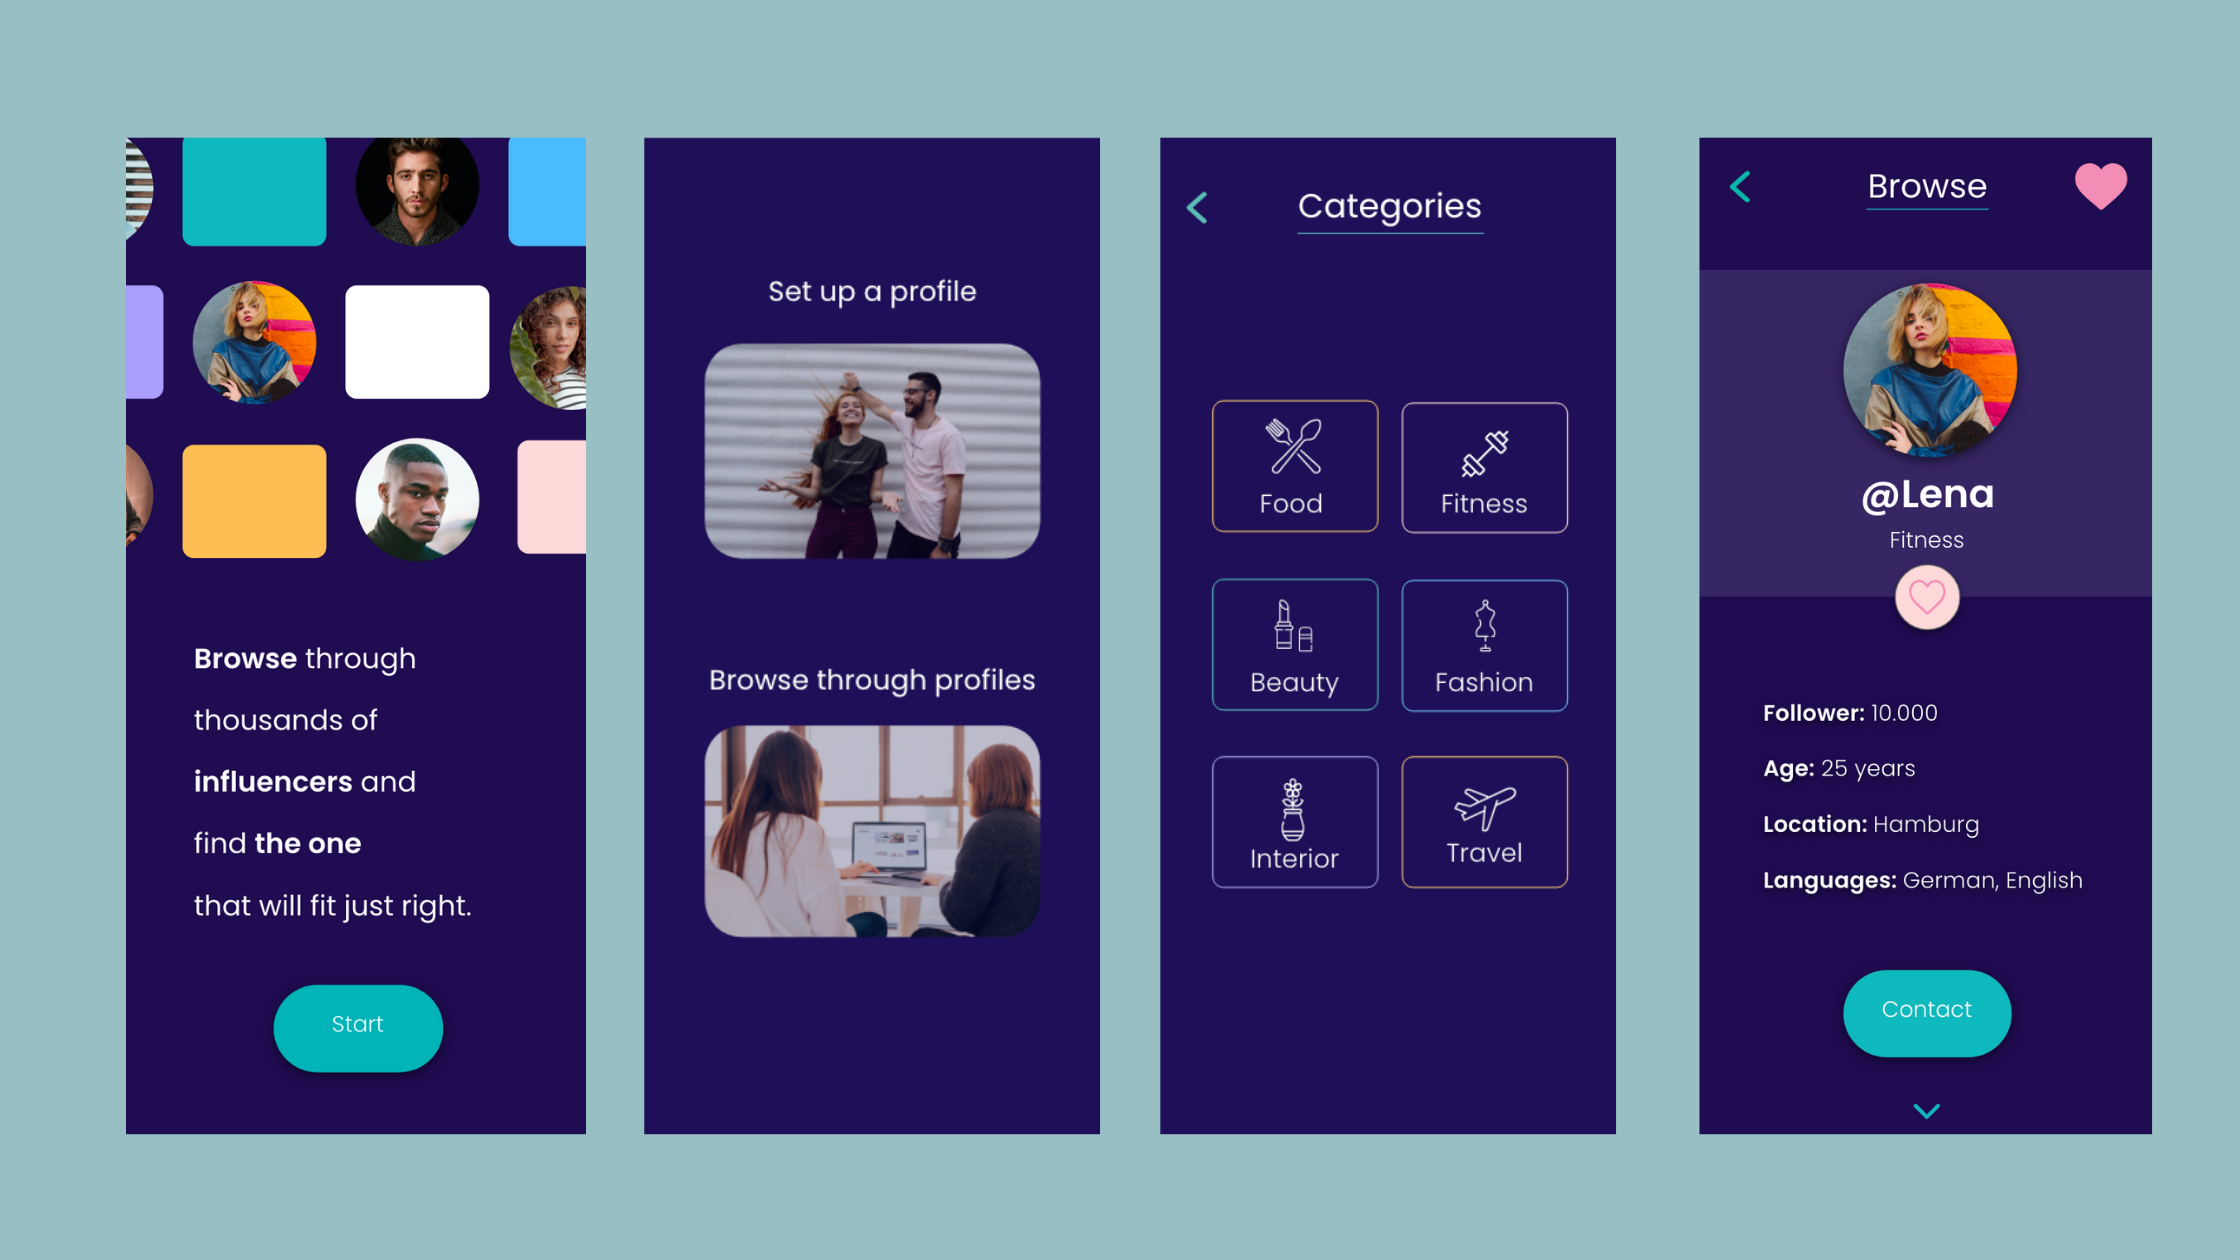 Browse through
thousands of
influencers and
find the one
that will fit just right.
Start
Set up a profile
Browse through profiles
Categories
Food
Fitness
Beauty
Fashion
Interior
Travel
Browse
@Lena
Fitness
Follower: 10.000
Age: 25 years
Location: Hamburg
Languages: German, English
Contact